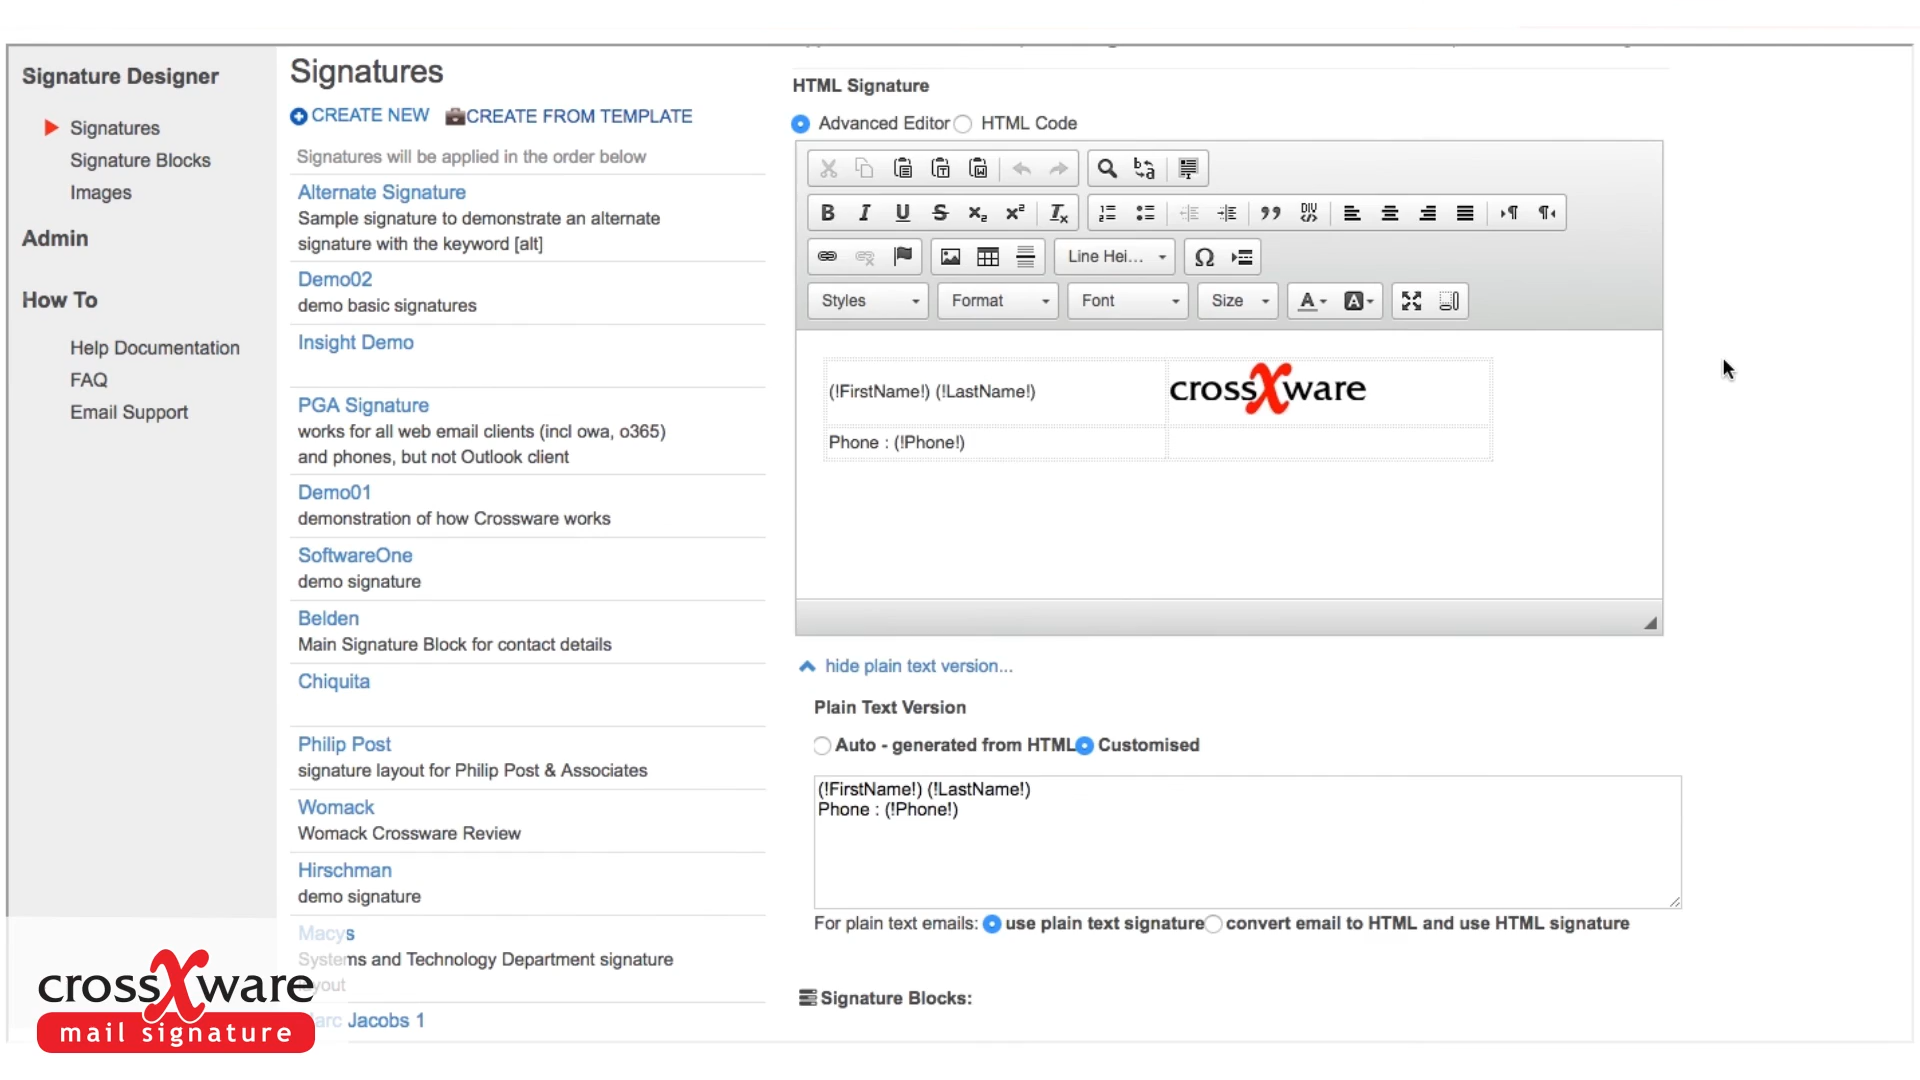 Signature Designer
Signatures
Signature Blocks
Images
Admin
How To
Help Documentation
FAQ
Email Support
Signatures
CREATE NEW CREATE FROM TEMPLATE
Signatures will be applied in the order below
Alternate Signature
Sample signature to demonstrate an alternate
signature with the keyword [alt]
Demo02
demo basic signatures
Insight Demo
PGA Signature
works for all web email clients (incl owa, o365)
and phones, but not Outlook client
Demo01
demonstration of how Crossware works
SoftwareOne
demo signature
Belden
Main Signature Block for contact details
Chiquita
Philip Post
signature layout for Philip Post & Associates
Womack
Womack Crossware Review
Hirschman
demo signature
Macys
Systems and Technology Department signature
layout
Marc Jacobs 1
HTML Signature
Advanced Editor HTML Code
Line Hei...
Styles Format Font Size
(!FirstName!) (!LastName!)
crossXware
Phone : (!Phone!)
hide plain text version...
Plain Text Version
Auto - generated from HTML Customised
(!FirstName!) (!LastName!)
Phone : (!Phone!)
For plain text emails: use plain text signature convert email to HTML and use HTML signature
Signature Blocks:
crossXware
mail signature